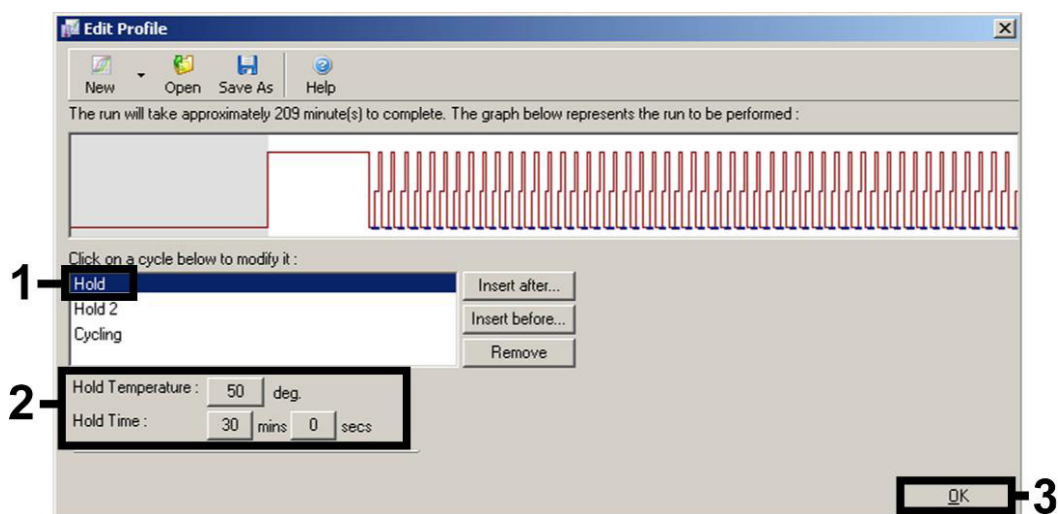 Edit Profile
New Open Save As Help
The run will take approximately 209 minute(s) to complete. The graph below represents the run to be performed :
Click on a cycle below to modify it :
1
Hold
Insert after...
Hold 2
Insert before...
Cycling
Remove
2
Hold Temperature : 50 deg.
Hold Time : 30 mins 0 secs
OK
3